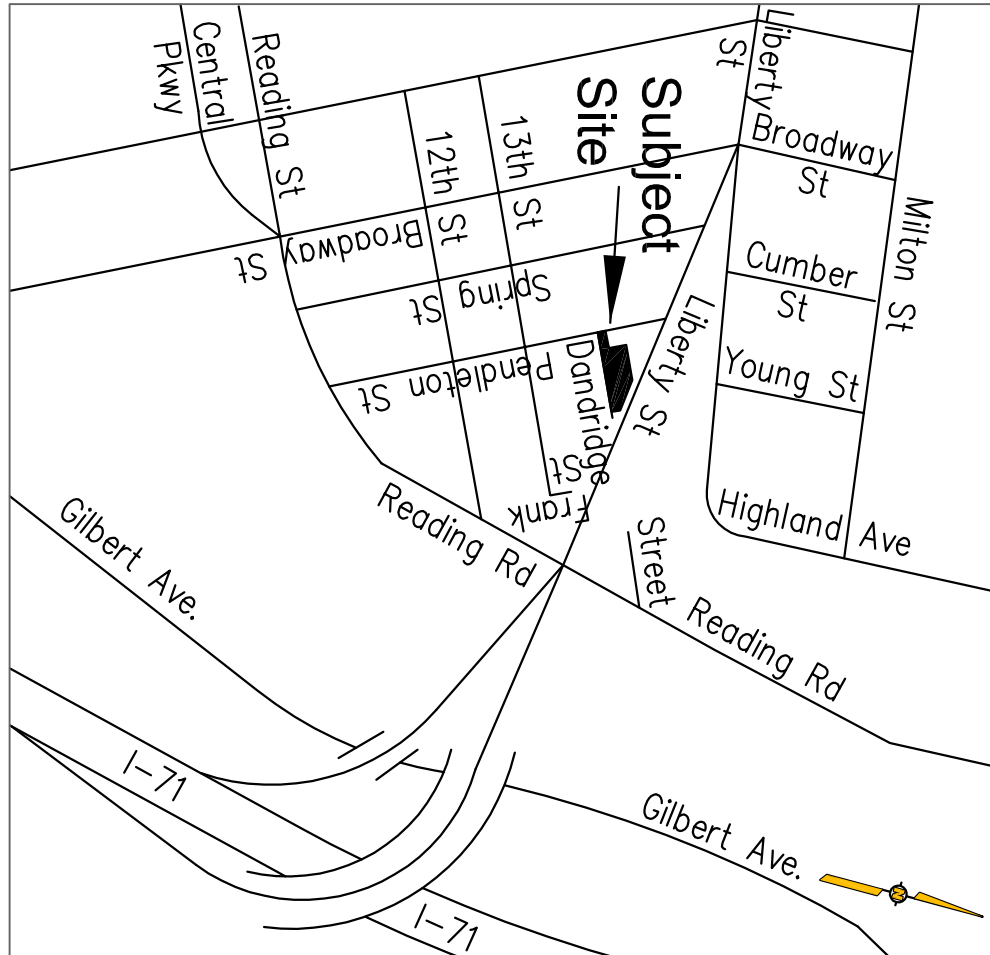 Central
Pkwy
Reading St
Liberty
St
Subject
Site
Broadway
St
12th
St
13th
St
Milton St
Broadway
St
Cumber
St
Spring
St
Liberty St
Young St
Pendleton St
Dandridge
St
Frank
Highland Ave
Reading Rd
Street
Gilbert Ave.
Reading Rd
I-71
Gilbert Ave.
I-71
N